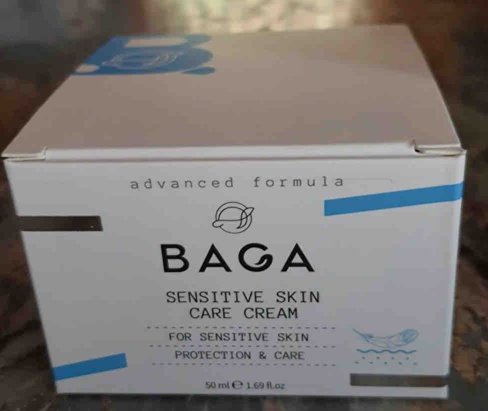 advanced formula
BAGA
SENSITIVE SKIN
CARE CREAM
FOR SENSITIVE SKIN
PROTECTION & CARE
50 ml ℮ 1.69 fl.oz